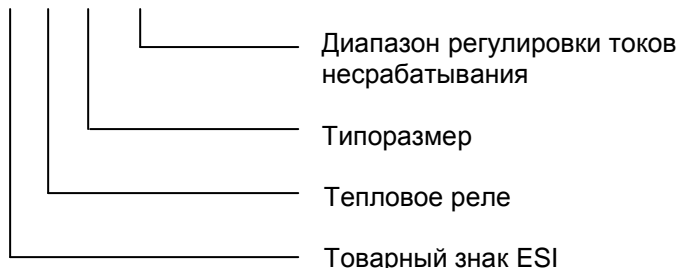 Диапазон регулировки токов
несрабатывания
Типоразмер
Тепловое реле
Товарный знак ESI